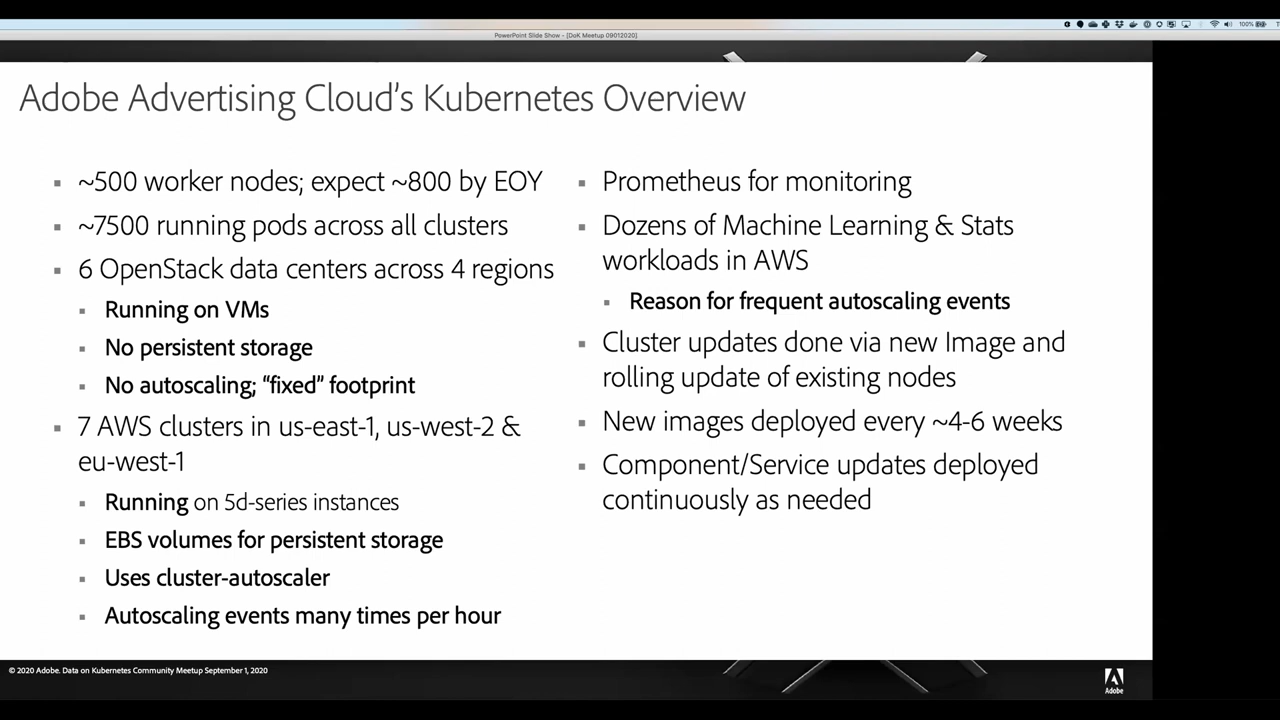 100%
PowerPoint Slide Show - [DoK Meetup 09012020]
Adobe Advertising Cloud's Kubernetes Overview
~500 worker nodes; expect ~800 by EOY
~7500 running pods across all clusters
6 OpenStack data centers across 4 regions
Running on VMs
No persistent storage
No autoscaling; “fixed” footprint
7 AWS clusters in us-east-1, us-west-2 &
eu-west-1
Running on 5d-series instances
EBS volumes for persistent storage
Uses cluster-autoscaler
Autoscaling events many times per hour
Prometheus for monitoring
Dozens of Machine Learning & Stats
workloads in AWS
Reason for frequent autoscaling events
Cluster updates done via new Image and
rolling update of existing nodes
New images deployed every ~4-6 weeks
Component/Service updates deployed
continuously as needed
© 2020 Adobe. Data on Kubernetes Community Meetup September 1, 2020
Adobe